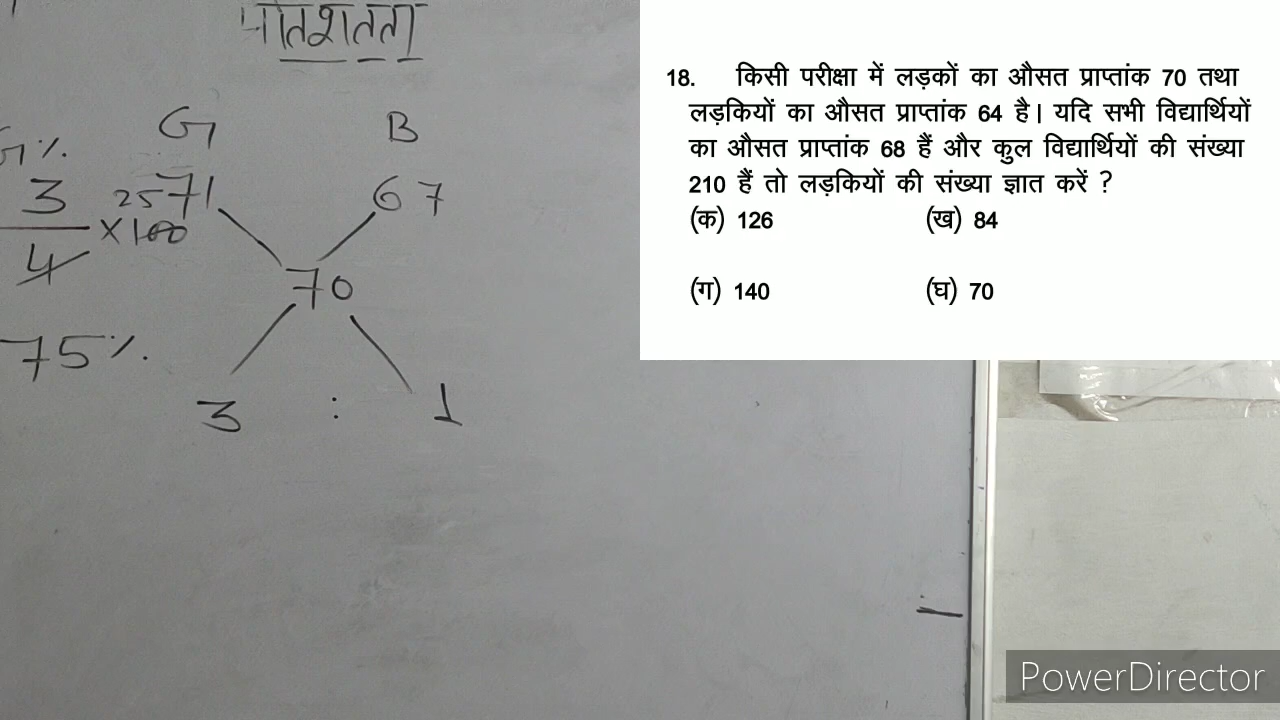 G B
G%
3 25 71 67
4 ×100
70
75%.
3 : 1
18. किसी परीक्षा में लड़कों का औसत प्राप्तांक 70 तथा
लड़कियों का औसत प्राप्तांक 64 है। यदि सभी विद्यार्थियों
का औसत प्राप्तांक 68 हैं और कुल विद्यार्थियों की संख्या
210 हैं तो लड़कियों की संख्या ज्ञात करें ?
(क) 126 (ख) 84
(ग) 140 (घ) 70
PowerDirector